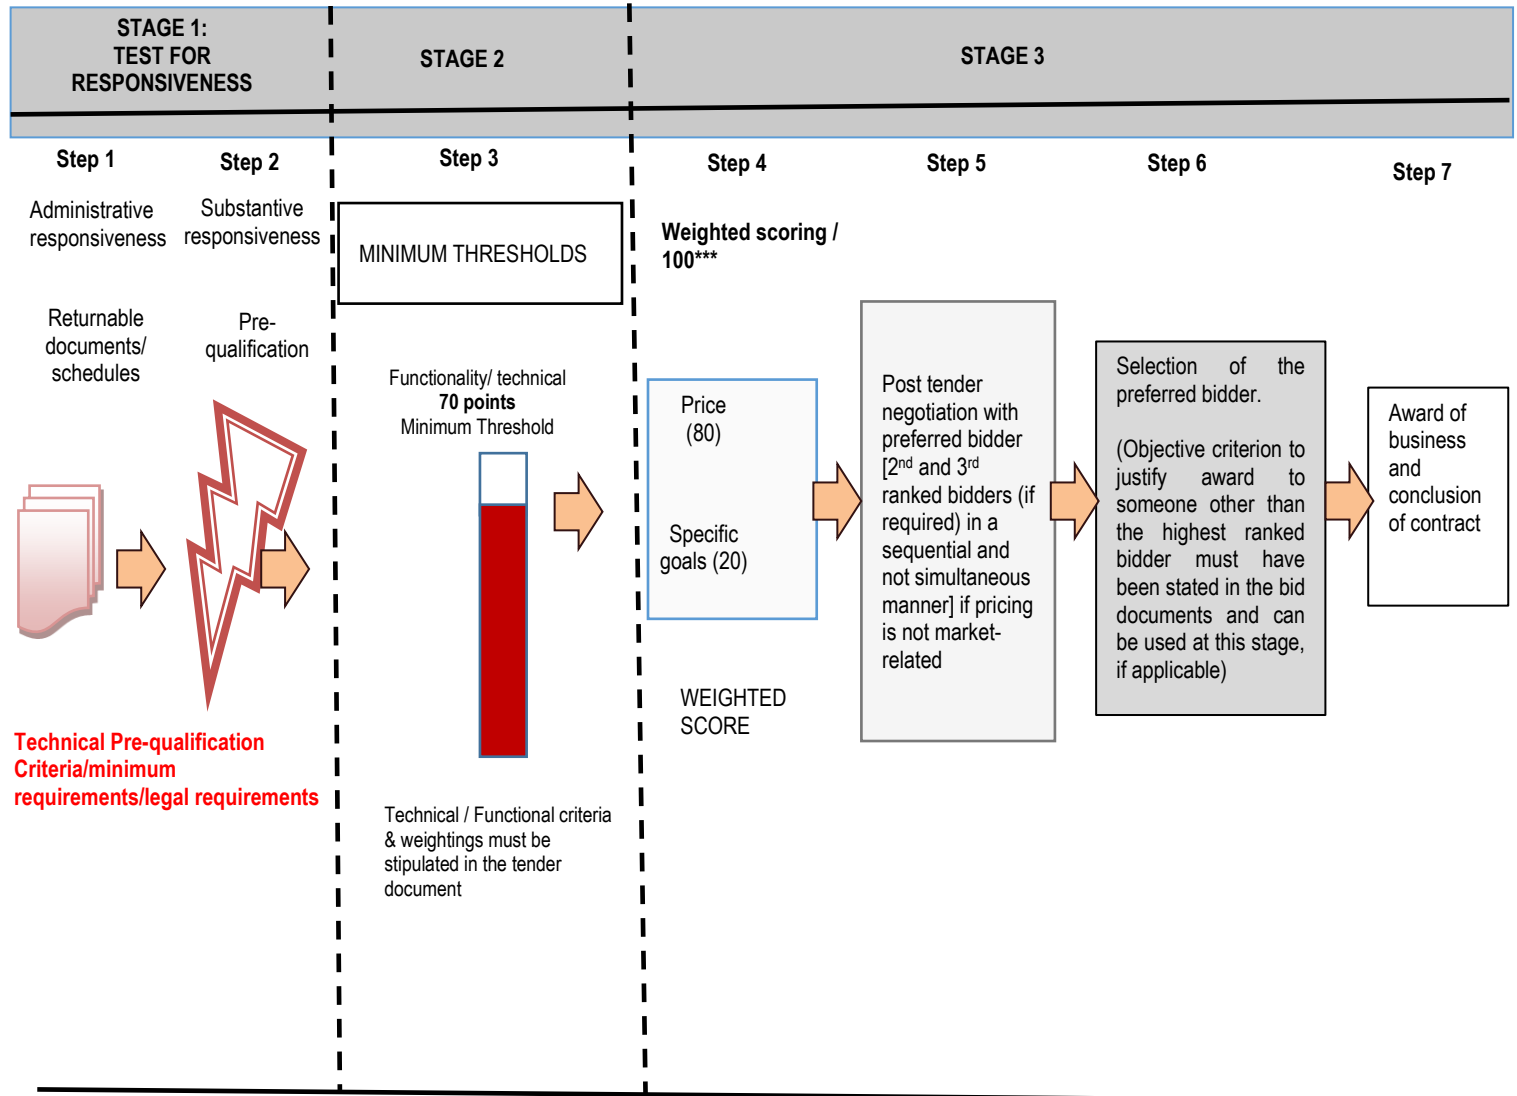 STAGE 1:
TEST FOR
RESPONSIVENESS
STAGE 2
STAGE 3
Step 1
Step 2
Step 3
Step 4
Step 5
Step 6
Step 7
Administrative
responsiveness
Substantive
responsiveness
MINIMUM THRESHOLDS
Weighted scoring /
100***
Returnable
documents/
schedules
Pre-
qualification
Functionality/ technical
70 points
Minimum Threshold
Price
(80)
Specific
goals (20)
WEIGHTED
SCORE
Post tender
negotiation with
preferred bidder
[2nd and 3rd
ranked bidders (if
required) in a
sequential and
not simultaneous
manner] if pricing
is not market-
related
Selection of the
preferred bidder.
(Objective criterion to
justify award to
someone other than
the highest ranked
bidder must have
been stated in the bid
documents and can
be used at this stage,
if applicable)
Award of
business
and
conclusion
of contract
Technical Pre-qualification
Criteria/minimum
requirements/legal requirements
Technical / Functional criteria
& weightings must be
stipulated in the tender
document